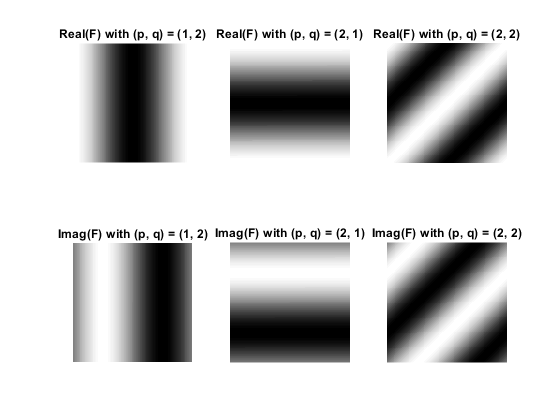 Real(F) with (p, q) = (1, 2)
Real(F) with (p, q) = (2, 1)
Real(F) with (p, q) = (2, 2)
Imag(F) with (p, q) = (1, 2)
Imag(F) with (p, q) = (2, 1)
Imag(F) with (p, q) = (2, 2)